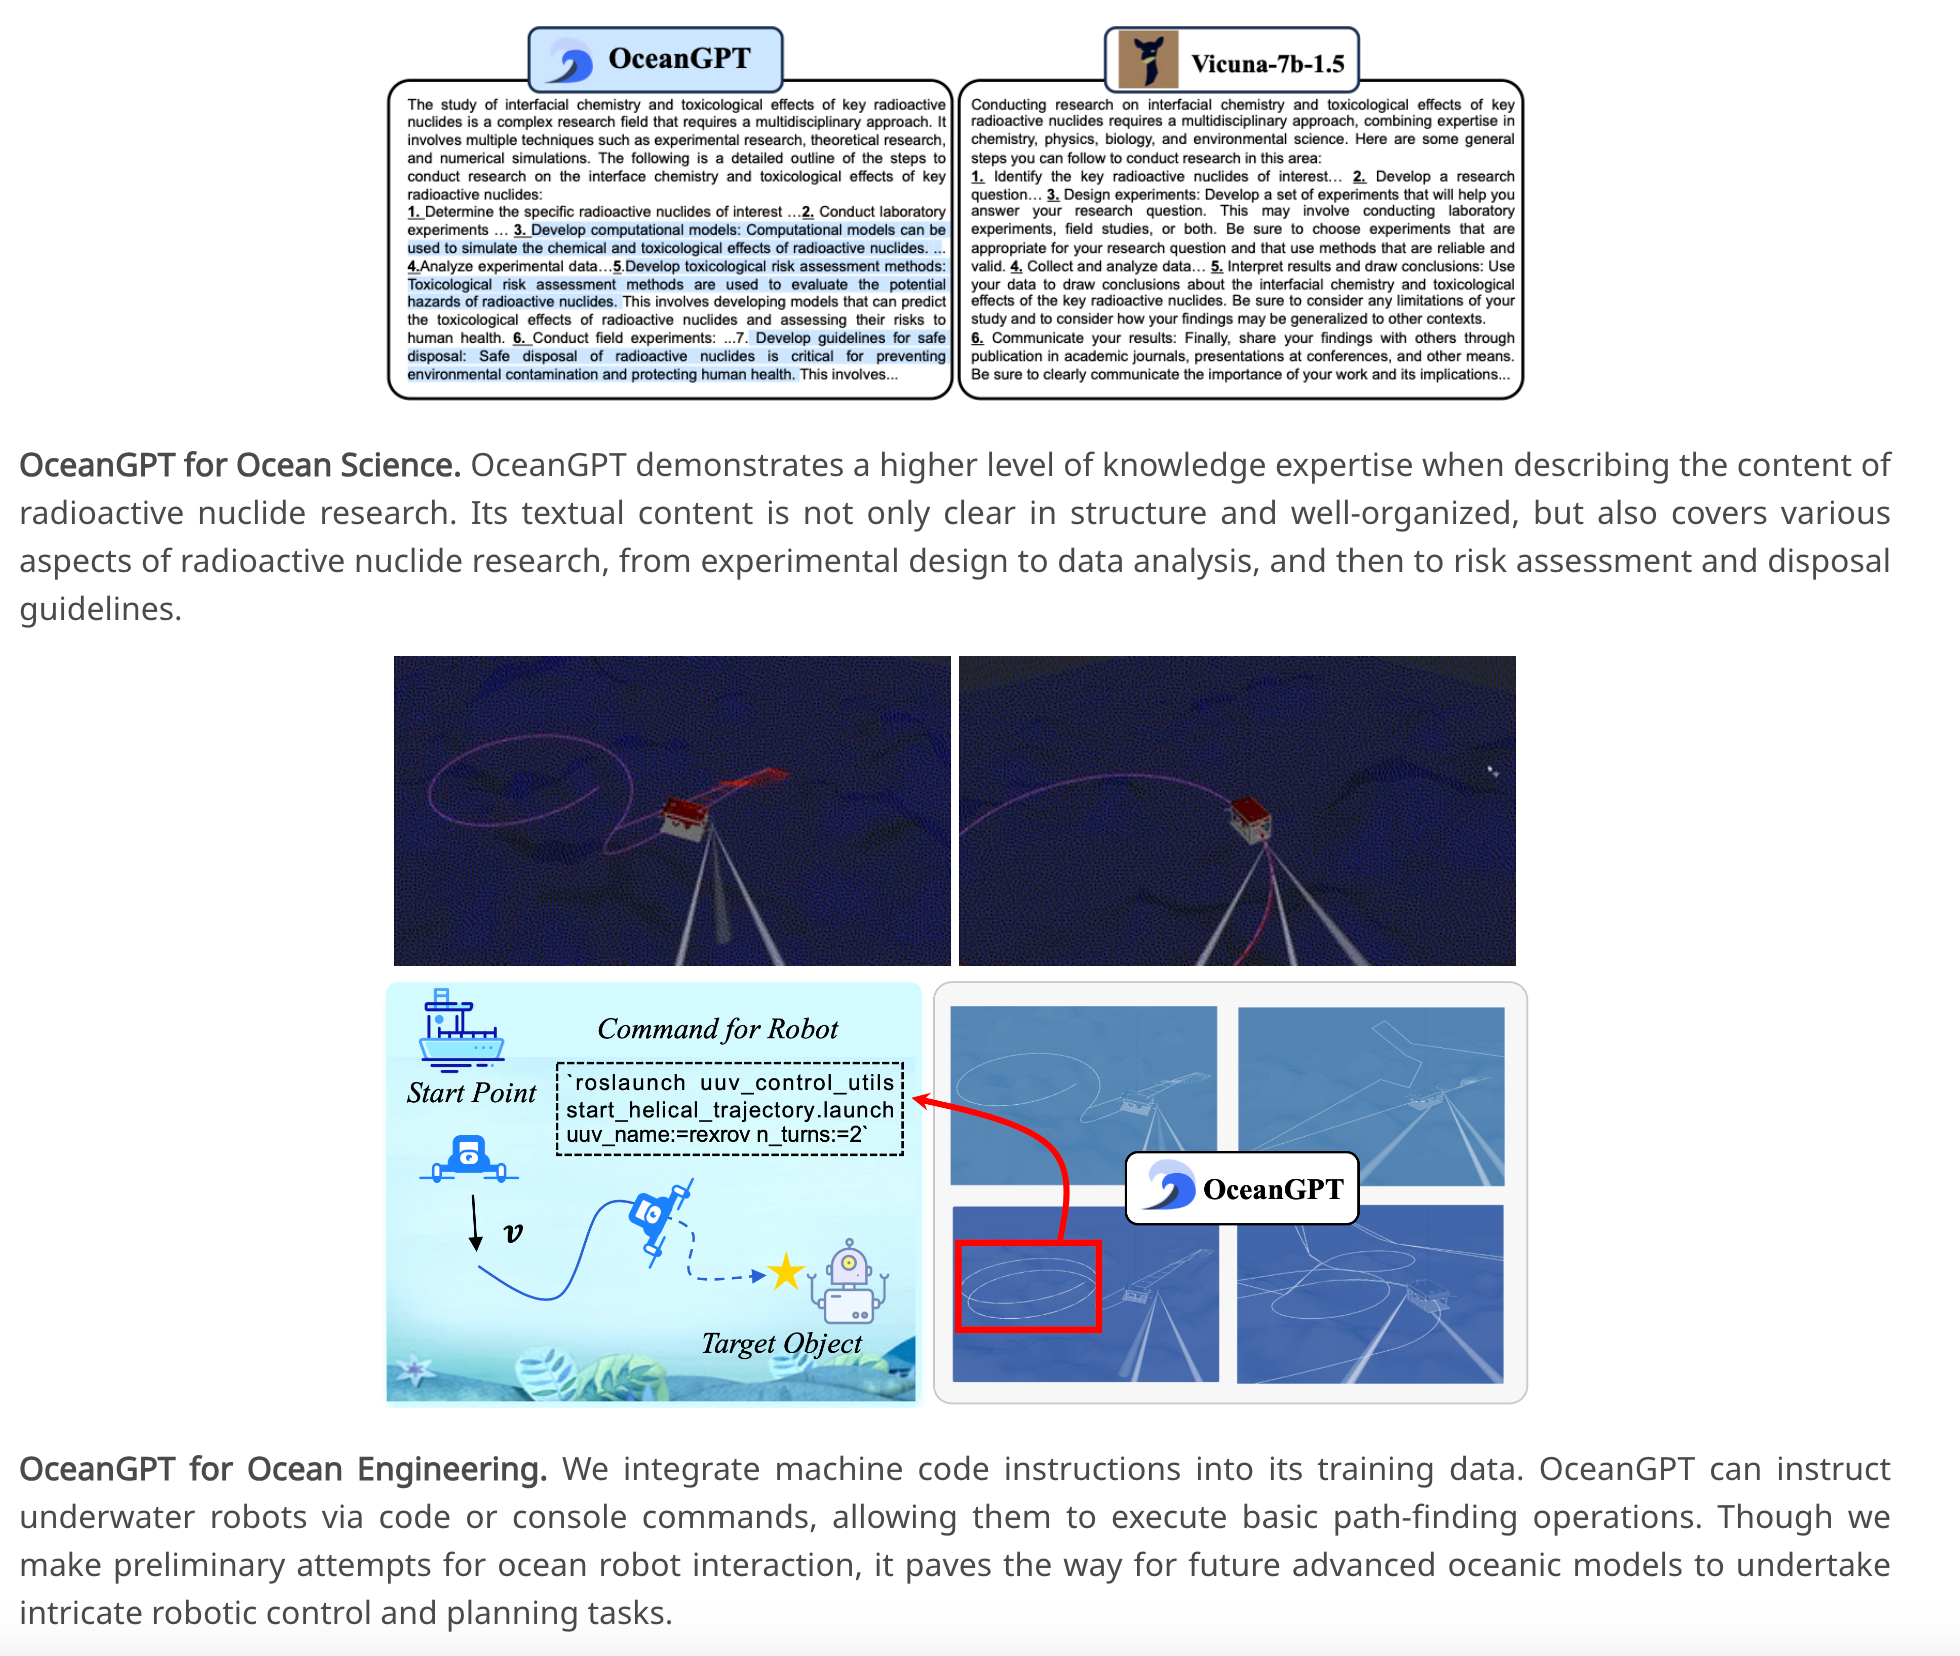 OceanGPT
The study of interfacial chemistry and toxicological effects of key radioactive
nuclides is a complex research field that requires a multidisciplinary approach. It
involves multiple techniques such as experimental research, theoretical research,
and numerical simulations. The following is a detailed outline of the steps to
conduct research on the interface chemistry and toxicological effects of key
radioactive nuclides:
1. Determine the specific radioactive nuclides of interest ...2. Conduct laboratory
experiments ... 3. Develop computational models: Computational models can be
used to simulate the chemical and toxicological effects of radioactive nuclides. ...
4.Analyze experimental data...5.Develop toxicological risk assessment methods:
Toxicological risk assessment methods are used to evaluate the potential
hazards of radioactive nuclides. This involves developing models that can predict
the toxicological effects of radioactive nuclides and assessing their risks to
human health. 6. Conduct field experiments: ...7. Develop guidelines for safe
disposal: Safe disposal of radioactive nuclides is critical for preventing
environmental contamination and protecting human health. This involves...
Vicuna-7b-1.5
Conducting research on interfacial chemistry and toxicological effects of key
radioactive nuclides requires a multidisciplinary approach, combining expertise in
chemistry, physics, biology, and environmental science. Here are some general
steps you can follow to conduct research in this area:
1. Identify the key radioactive nuclides of interest... 2. Develop a research
question... 3. Design experiments: Develop a set of experiments that will help you
answer your research question. This may involve conducting laboratory
experiments, field studies, or both. Be sure to choose experiments that are
appropriate for your research question and that use methods that are reliable and
valid. 4. Collect and analyze data... 5. Interpret results and draw conclusions: Use
your data to draw conclusions about the interfacial chemistry and toxicological
effects of the key radioactive nuclides. Be sure to consider any limitations of your
study and to consider how your findings may be generalized to other contexts.
6. Communicate your results: Finally, share your findings with others through
publication in academic journals, presentations at conferences, and other means.
Be sure to clearly communicate the importance of your work and its implications...
OceanGPT for Ocean Science. OceanGPT demonstrates a higher level of knowledge expertise when describing the content of
radioactive nuclide research. Its textual content is not only clear in structure and well-organized, but also covers various
aspects of radioactive nuclide research, from experimental design to data analysis, and then to risk assessment and disposal
guidelines.
Command for Robot
Start Point
`roslaunch uuv_control_utils
start_helical_trajectory.launch
uuv_name:=rexrov n_turns:=2`
v
Target Object
OceanGPT
OceanGPT for Ocean Engineering. We integrate machine code instructions into its training data. OceanGPT can instruct
underwater robots via code or console commands, allowing them to execute basic path-finding operations. Though we
make preliminary attempts for ocean robot interaction, it paves the way for future advanced oceanic models to undertake
intricate robotic control and planning tasks.